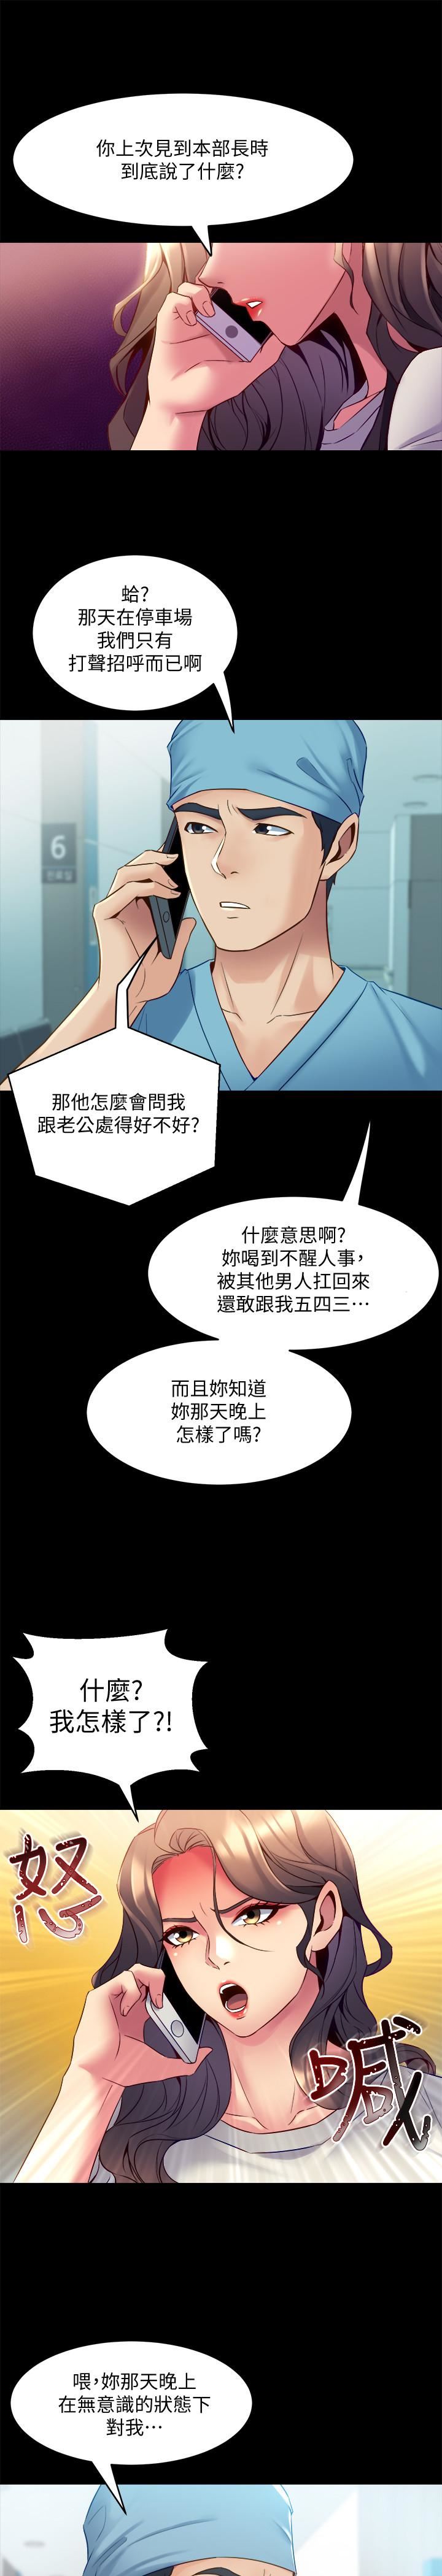 你上次見到本部長時
到底說了什麼?
蛤?
那天在停車場
我們只有
打聲招呼而已啊
6
진료실
那他怎麼會問我
跟老公處得好不好?
什麼意思啊?
妳喝到不醒人事，
被其他男人扛回來
還敢跟我五四三⋯
而且妳知道
妳那天晚上
怎樣了嗎?
什麼?
我怎樣了?!
怒
喊
喂，妳那天晚上
在無意識的狀態下
對我⋯